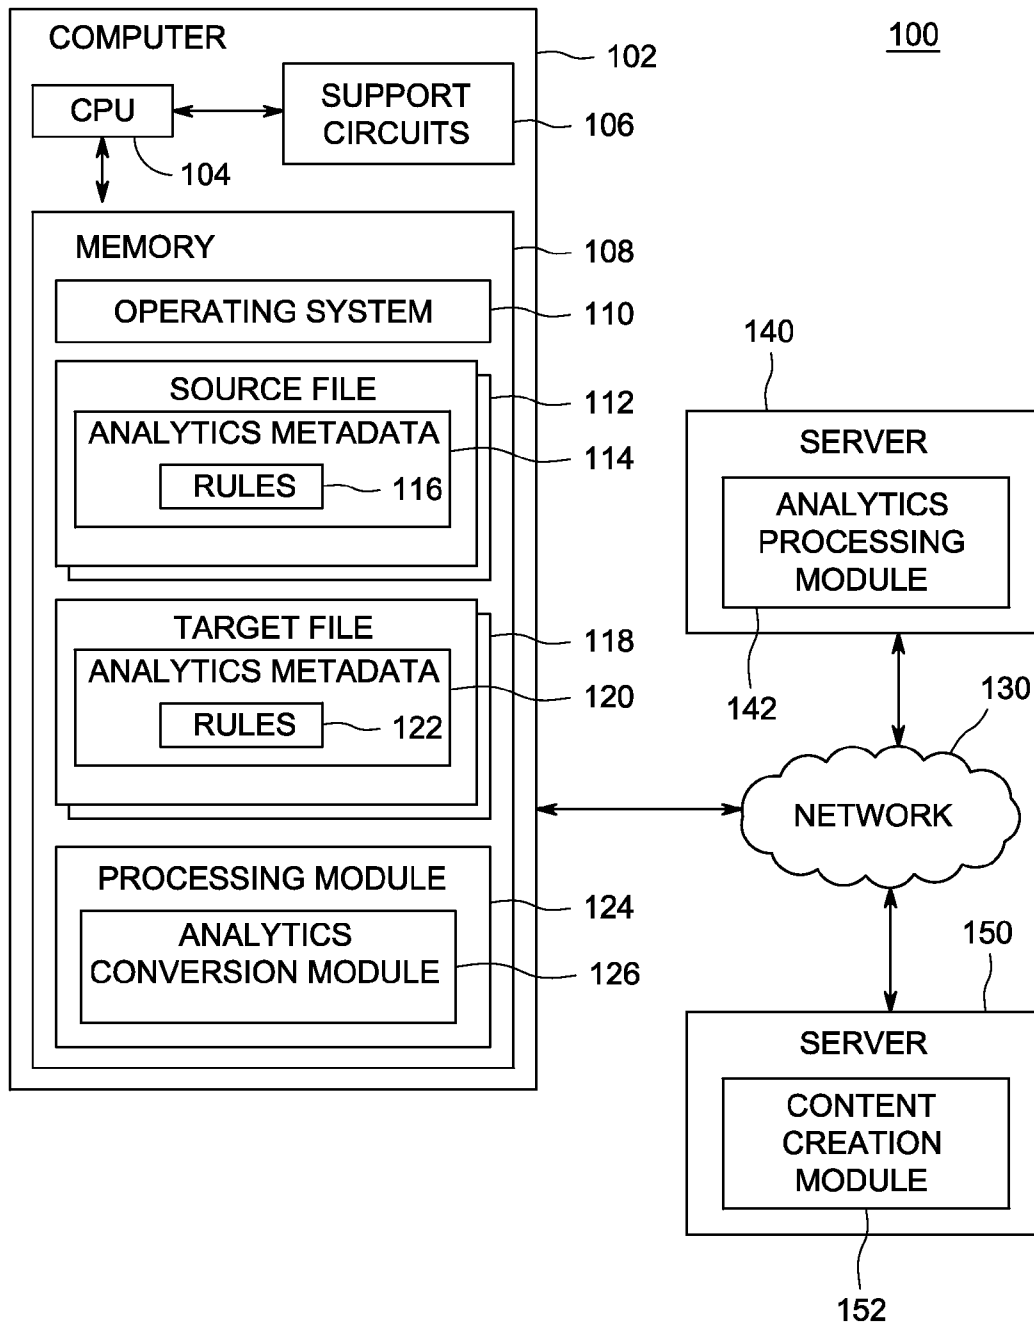 COMPUTER
102
100
CPU
104
SUPPORT
CIRCUITS
106
MEMORY
108
OPERATING SYSTEM
110
SOURCE FILE
112
ANALYTICS METADATA
114
RULES
116
TARGET FILE
118
ANALYTICS METADATA
120
RULES
122
PROCESSING MODULE
124
ANALYTICS
CONVERSION MODULE
126
140
SERVER
ANALYTICS
PROCESSING
MODULE
142
130
NETWORK
150
SERVER
CONTENT
CREATION
MODULE
152